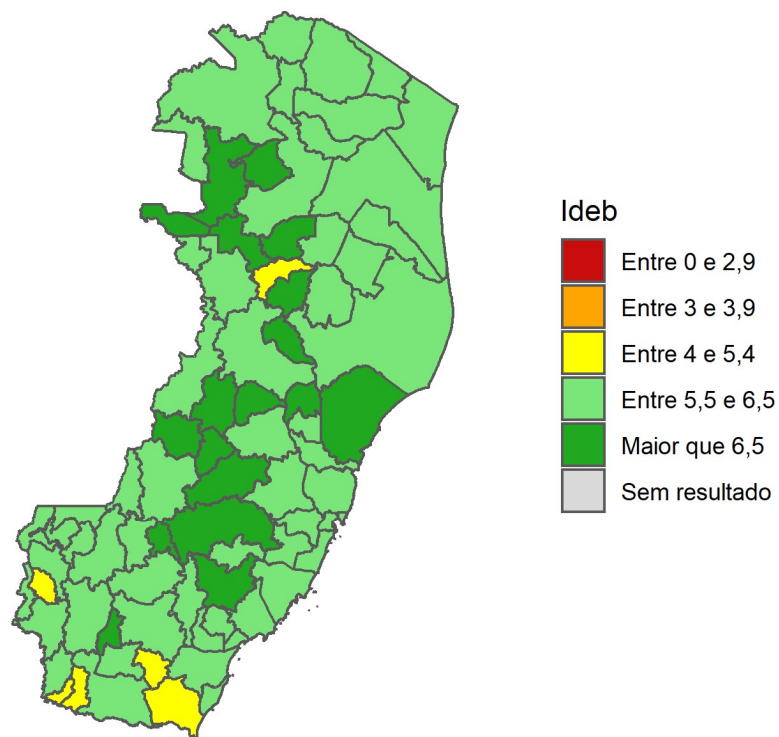 Ideb
Entre 0 e 2,9
Entre 3 e 3,9
Entre 4 e 5,4
Entre 5,5 e 6,5
Maior que 6,5
Sem resultado